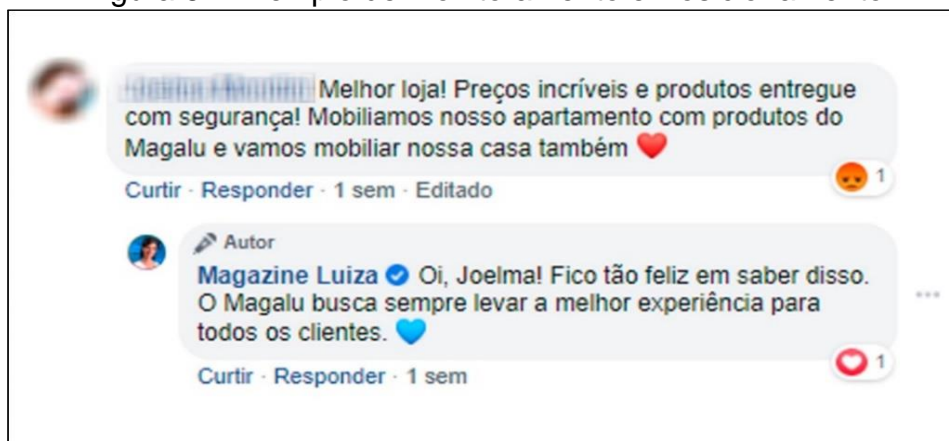 Melhor loja! Preços incríveis e produtos entregue
com segurança! Mobiliamos nosso apartamento com produtos do
Magalu e vamos mobiliar nossa casa também ❤️
1
Curtir · Responder · 1 sem · Editado
Autor
Magazine Luiza Oi, Joelma! Fico tão feliz em saber disso.
O Magalu busca sempre levar a melhor experiência para
todos os clientes. 💙
1
Curtir · Responder · 1 sem